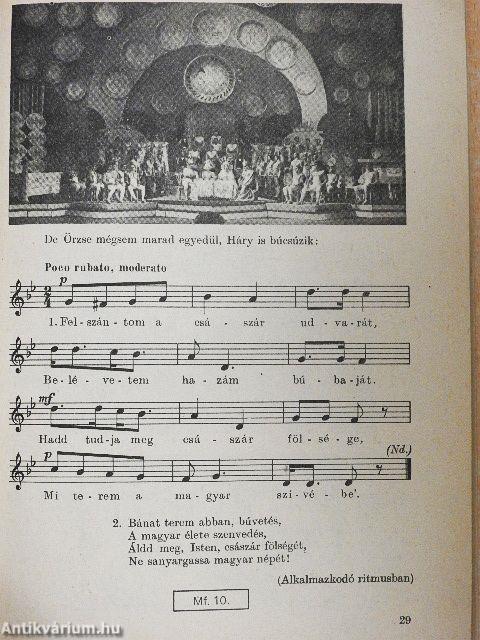 De Örzse mégsem marad egyedül, Háry is búcsúzik:
Poco rubato, moderato
p
1. Fel-szán-tom a csá-szár ud-va-rát,
Be-lé-ve-tem ha-zám bú-ba-ját.
mf
Hadd tud-ja meg csá-szár föl-sé-ge,
p
(Nd.)
Mi te-rem a ma-gyar szi-vé-be'.
2. Bánat terem abban, búvetés,
A magyar élete szenvedés,
Áldd meg, Isten, császár fölségét,
Ne sanyargassa magyar népét!
(Alkalmazkodó ritmusban)
Mf. 10.
29
Antikvárium.hu